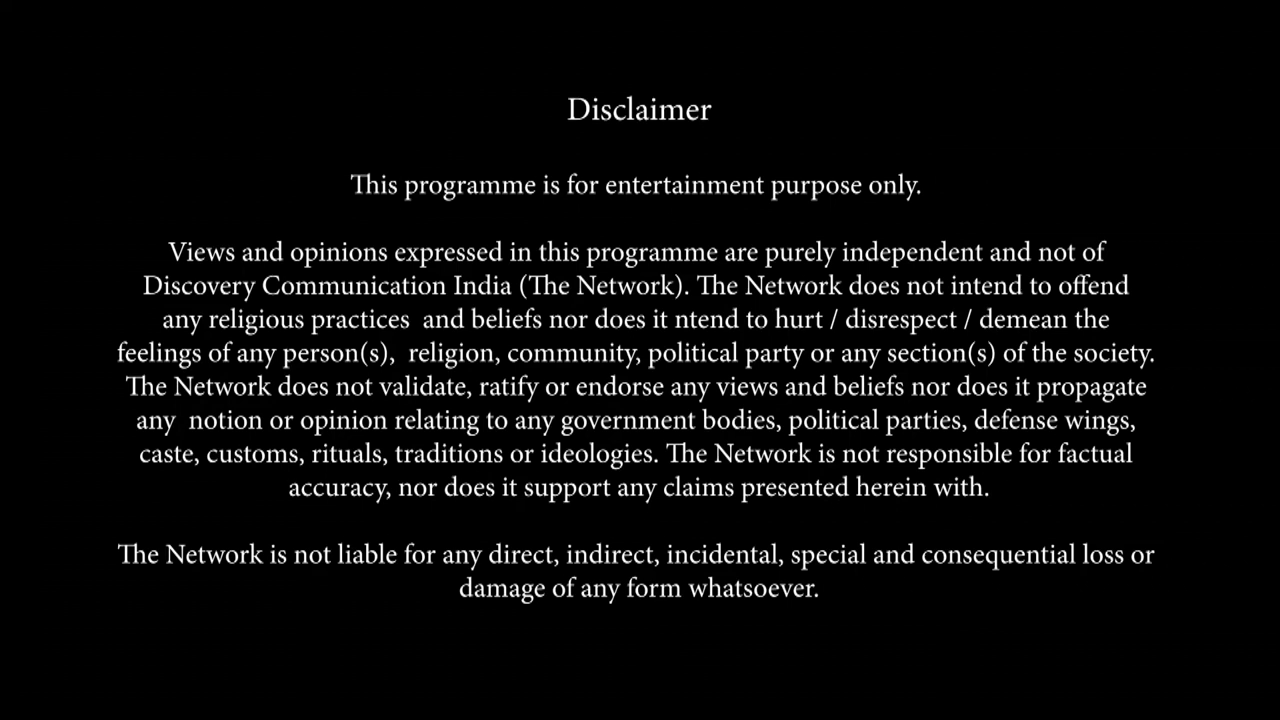 Disclaimer
This programme is for entertainment purpose only.
Views and opinions expressed in this programme are purely independent and not of
Discovery Communication India (The Network). The Network does not intend to offend
any religious practices  and beliefs nor does it ntend to hurt / disrespect / demean the
feelings of any person(s),  religion, community, political party or any section(s) of the society.
The Network does not validate, ratify or endorse any views and beliefs nor does it propagate
any  notion or opinion relating to any government bodies, political parties, defense wings,
caste, customs, rituals, traditions or ideologies. The Network is not responsible for factual
accuracy, nor does it support any claims presented herein with.
The Network is not liable for any direct, indirect, incidental, special and consequential loss or
damage of any form whatsoever.